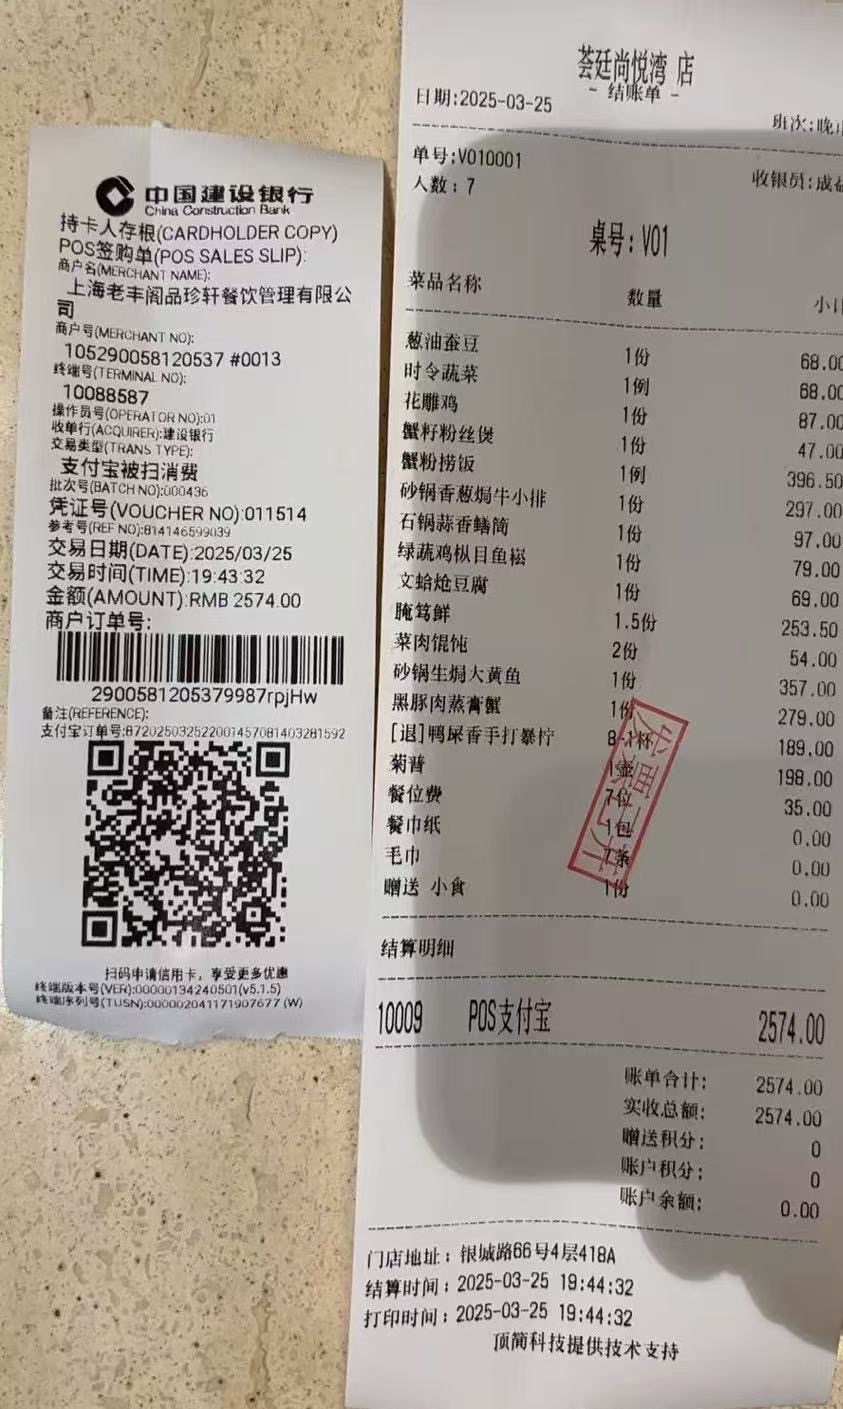 中国建设银行
China Construction Bank
持卡人存根(CARDHOLDER COPY)
POS签购单(POS SALES SLIP):
商户名(MERCHANT NAME):
上海老丰阁品珍轩餐饮管理有限公
司
商户号(MERCHANT NO):
105290058120537 #0013
终端号(TERMINAL NO):
10088587
操作员号(OPERATOR NO):01
收单行(ACQUIRER):建设银行
交易类型(TRANS TYPE):
支付宝被扫消费
批次号(BATCH NO):000436
凭证号(VOUCHER NO):011514
参考号(REF NO):814146599039
交易日期(DATE):2025/03/25
交易时间(TIME):19:43:32
金额(AMOUNT):RMB 2574.00
商户订单号:
2900581205379987rpjHw
备注(REFERENCE):
支付宝订单号:872025032522001457081403281592
扫码申请信用卡，享受更多优惠
终端版本号(VER):00000134240501(v5.1.5)
终端序列号(TUSN):000002041171907677 (W)
荟廷尚悦湾 店
- 结账单 -
日期:2025-03-25
班次:晚
单号:V010001
人数: 7
收银员:成
桌号: V01
菜品名称 数量 小
葱油蚕豆 1份 68.00
时令蔬菜 1例 68.00
花雕鸡 1份 87.00
蟹籽粉丝煲 1份 47.00
蟹粉捞饭 1例 396.50
砂锅香葱焗牛小排 1份 297.00
石锅蒜香鳝筒 1份 97.00
绿蔬鸡枞目鱼崧 1份 79.00
文蛤炝豆腐 1份 69.00
腌笃鲜 1.5份 253.50
菜肉馄饨 2份 54.00
砂锅生焗大黄鱼 1份 357.00
黑豚肉蒸膏蟹 1份 279.00
[退]鸭屎香手打暴柠 8-1杯 189.00
菊普 1壶 198.00
餐位费 7位 35.00
餐巾纸 1包 0.00
毛巾 7条 0.00
赠送 小食 1份 0.00
发票已开
结算明细
10009 POS支付宝 2574.00
账单合计: 2574.00
实收总额: 2574.00
赠送积分: 0
账户积分: 0
账户余额: 0.00
门店地址: 银城路66号4层418A
结算时间: 2025-03-25 19:44:32
打印时间: 2025-03-25 19:44:32
顶简科技提供技术支持